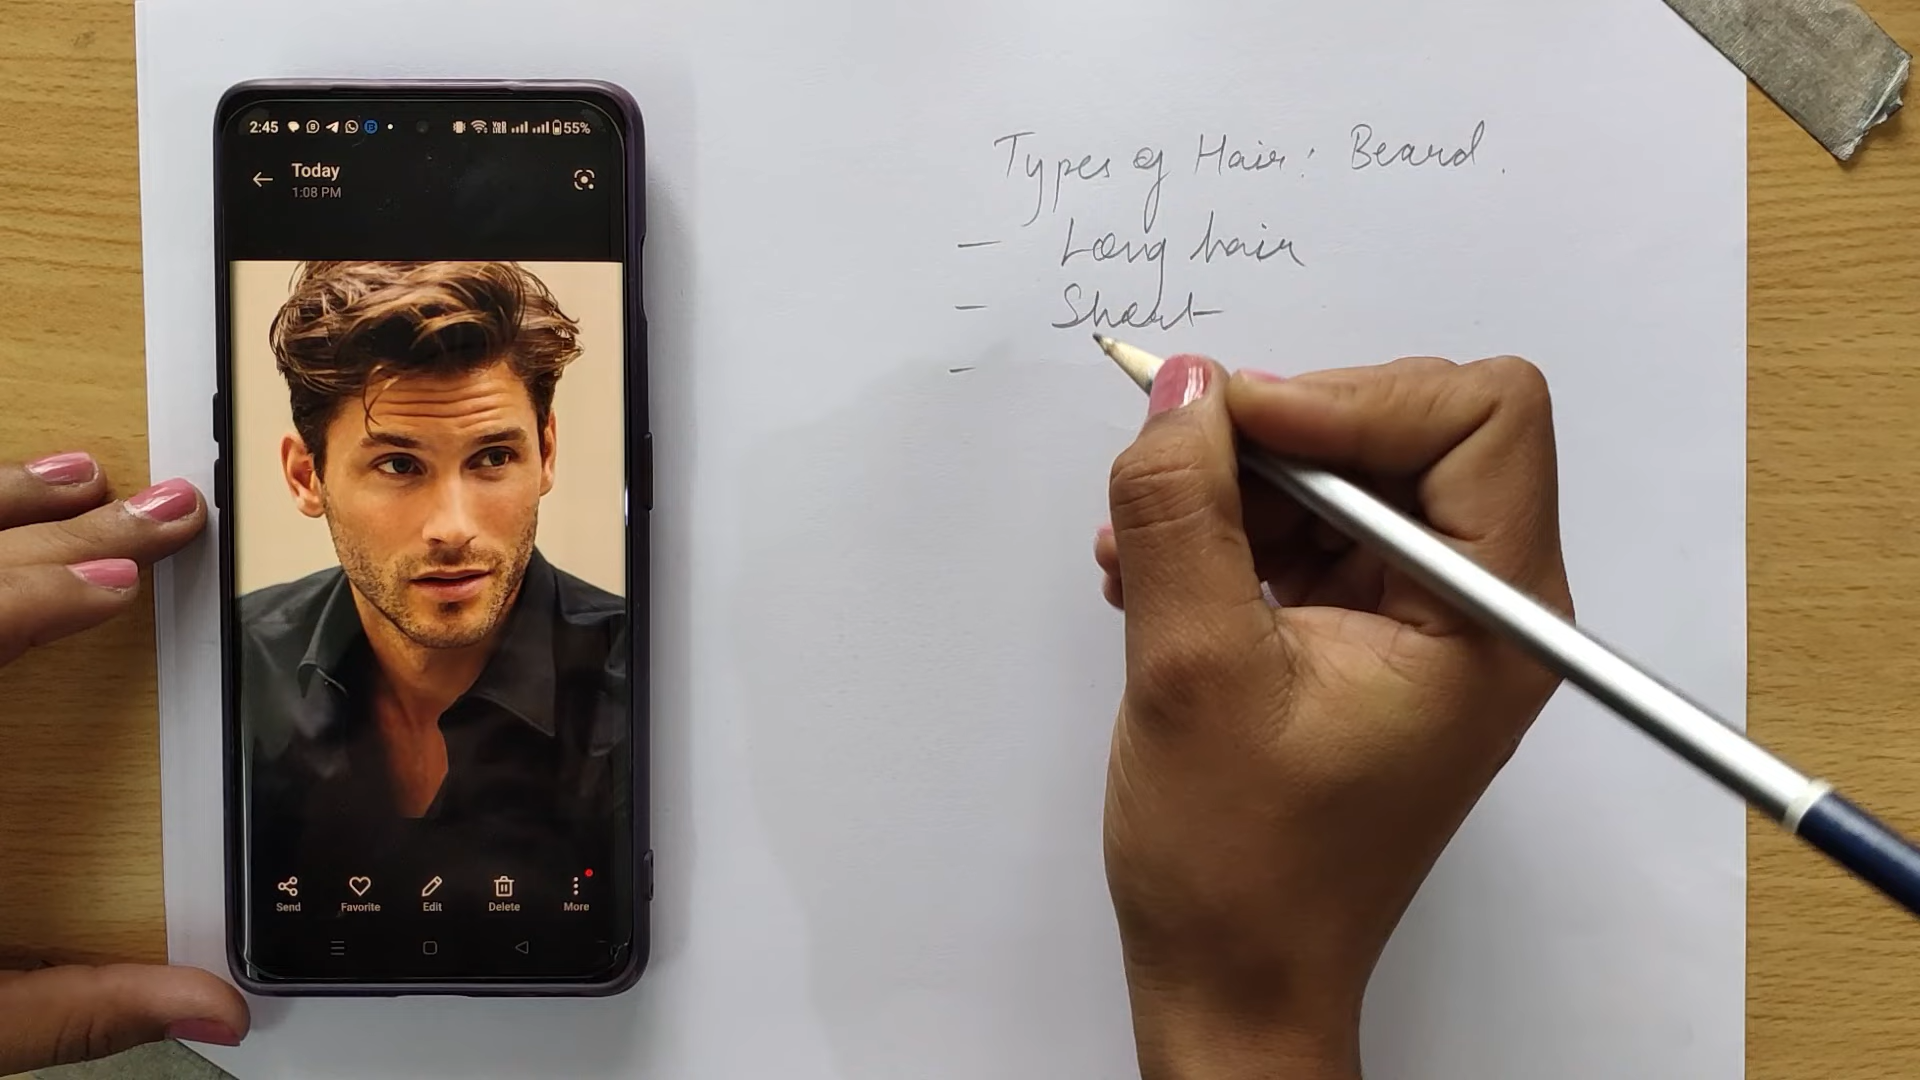 2:45 55%
Today
1:08 PM
Send Favorite Edit Delete More
Types of Hair: Beard.
- Long hair
- Short
-